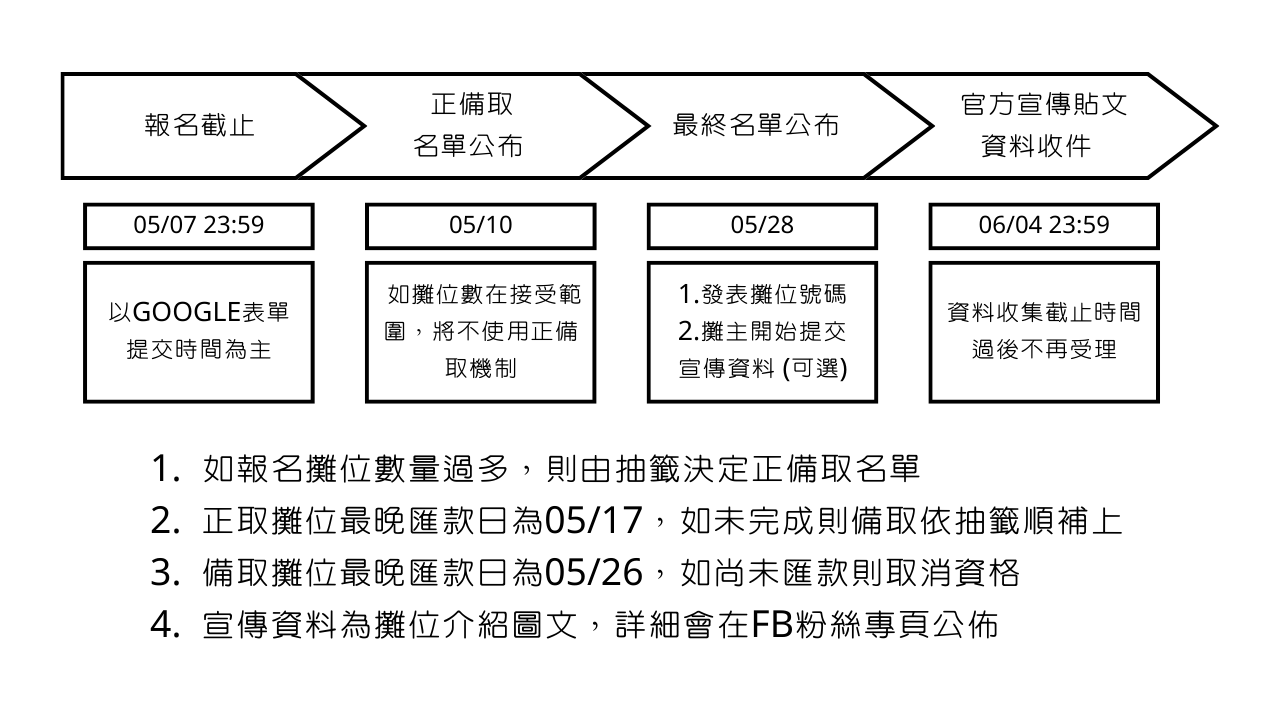 報名截止
正備取
名單公布
最終名單公布
官方宣傳貼文
資料收件
05/07 23:59
05/10
05/28
06/04 23:59
以GOOGLE表單
提交時間為主
如攤位數在接受範
圍，將不使用正備
取機制
1.發表攤位號碼
2.攤主開始提交
宣傳資料 (可選)
資料收集截止時間
過後不再受理
1. 如報名攤位數量過多，則由抽籤決定正備取名單
2. 正取攤位最晚匯款日為05/17，如未完成則備取依抽籤順補上
3. 備取攤位最晚匯款日為05/26，如尚未匯款則取消資格
4. 宣傳資料為攤位介紹圖文，詳細會在FB粉絲專頁公佈